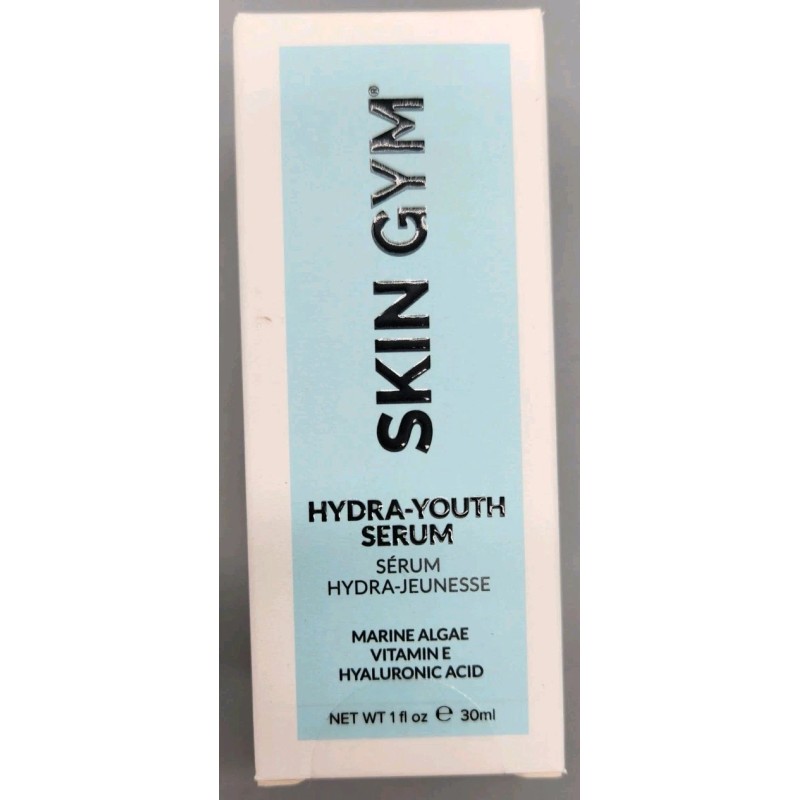 SKIN GYM®
HYDRA-YOUTH
SERUM
SÉRUM
HYDRA-JEUNESSE
MARINE ALGAE
VITAMIN E
HYALURONIC ACID
NET WT 1 fl oz ℮ 30ml